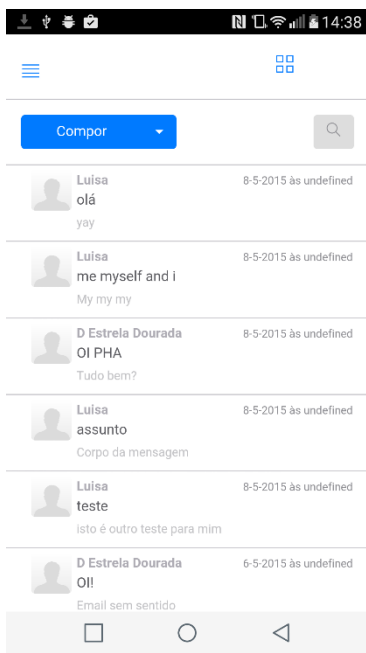 14:38
Compor
Luisa 8-5-2015 às undefined
olá
yay
Luisa 8-5-2015 às undefined
me myself and i
My my my
D Estrela Dourada 8-5-2015 às undefined
OI PHA
Tudo bem?
Luisa 8-5-2015 às undefined
assunto
Corpo da mensagem
Luisa 8-5-2015 às undefined
teste
isto é outro teste para mim
D Estrela Dourada 6-5-2015 às undefined
OI!
Email sem sentido